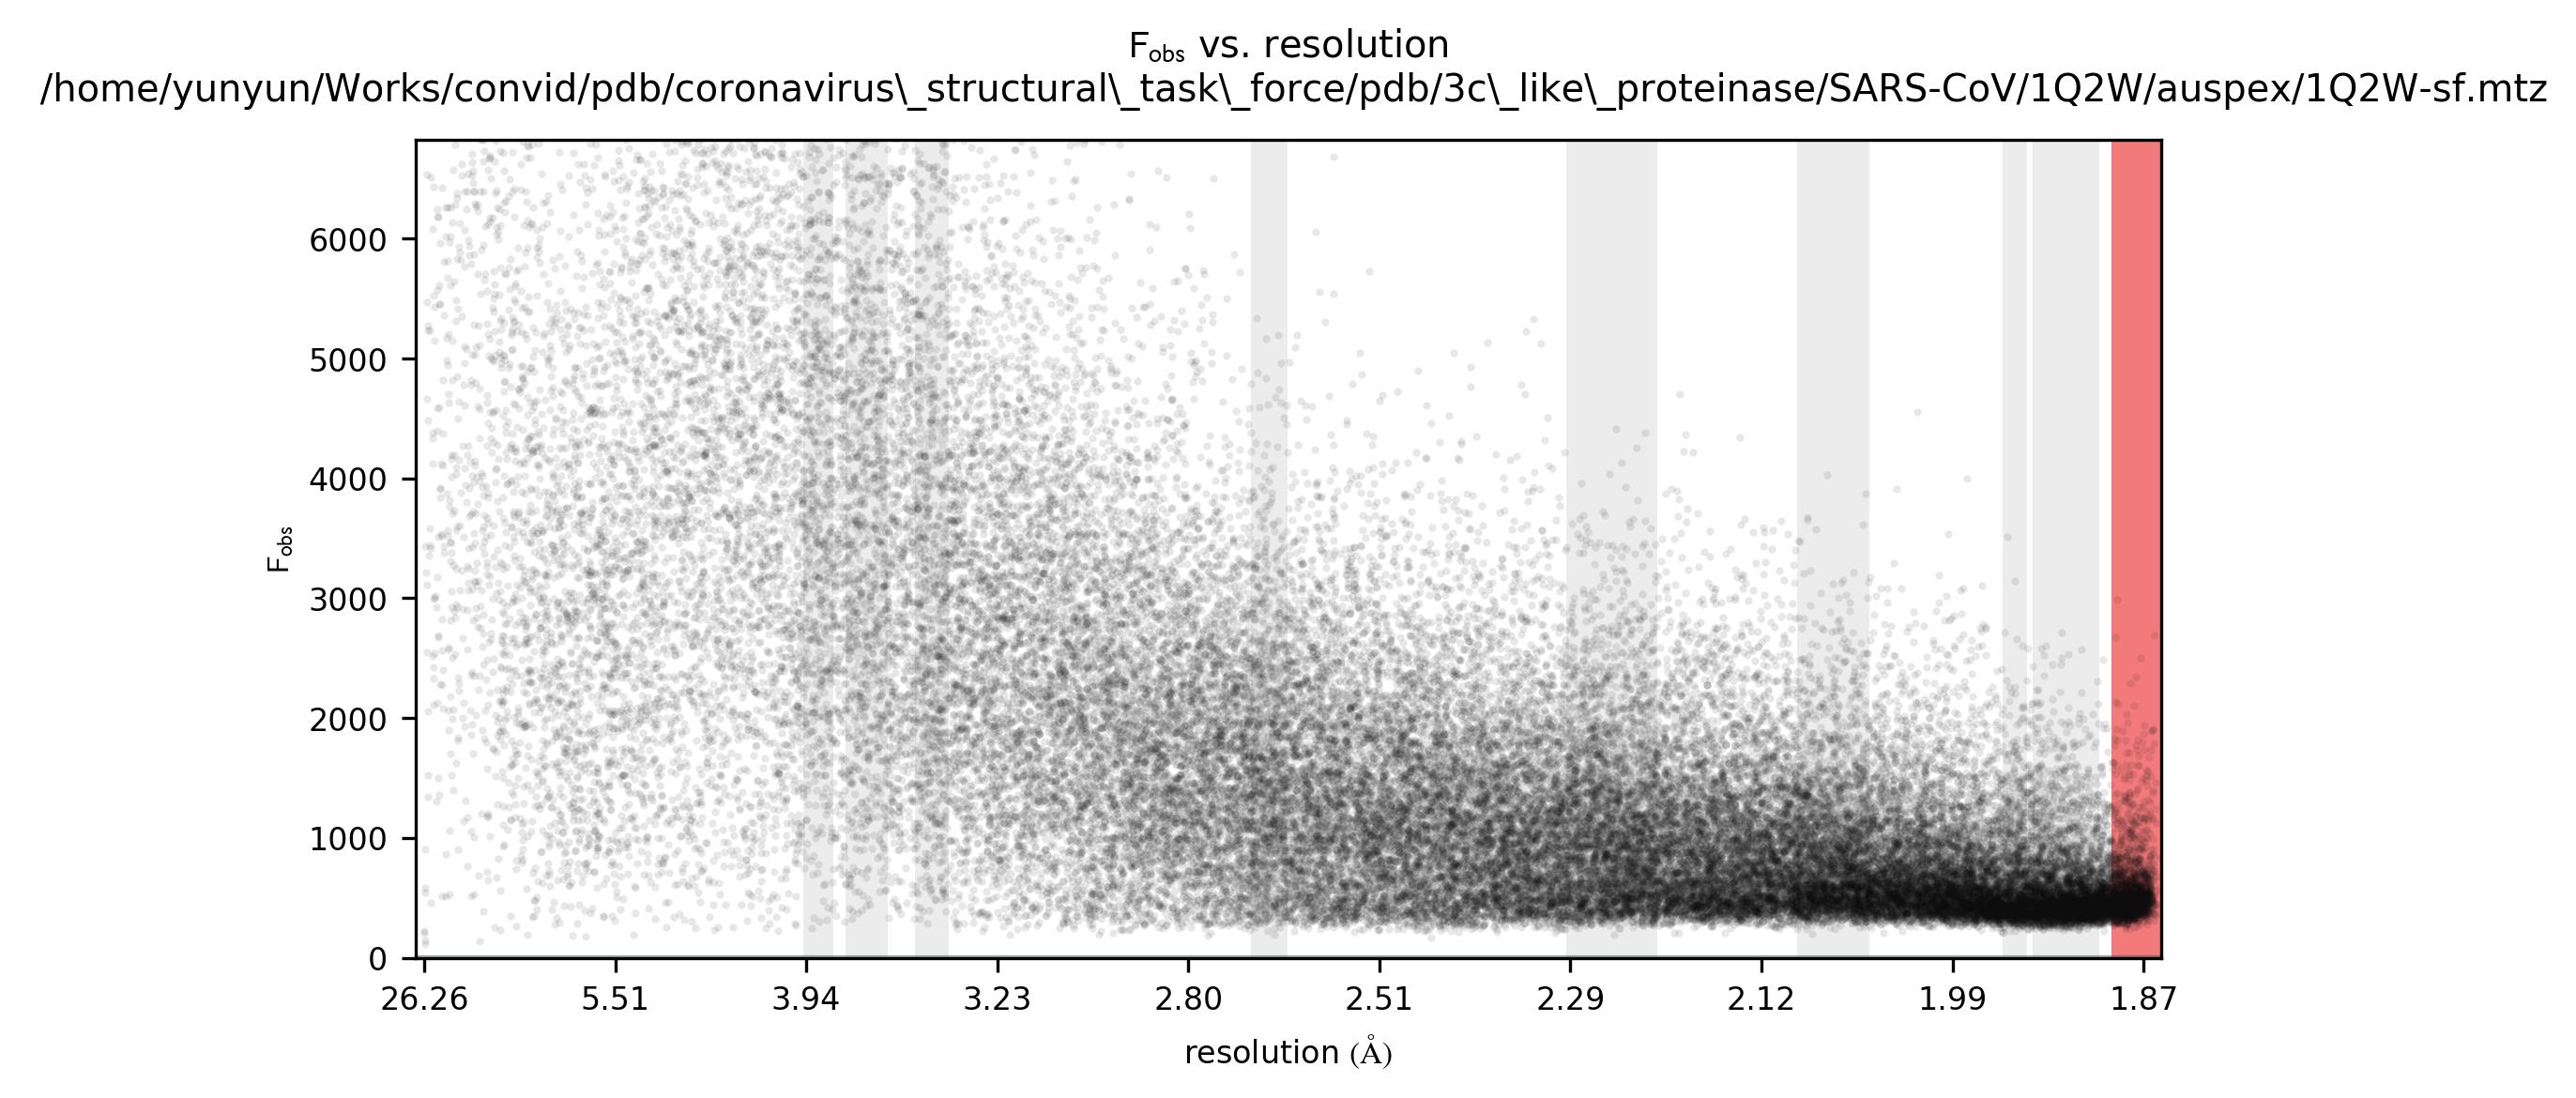 Fobs vs. resolution
/home/yunyun/Works/convid/pdb/coronavirus\_structural\_task\_force/pdb/3c\_like\_proteinase/SARS-CoV/1Q2W/auspex/1Q2W-sf.mtz
Fobs
6000
5000
4000
3000
2000
1000
0
26.26 5.51 3.94 3.23 2.80 2.51 2.29 2.12 1.99 1.87
resolution (Å)